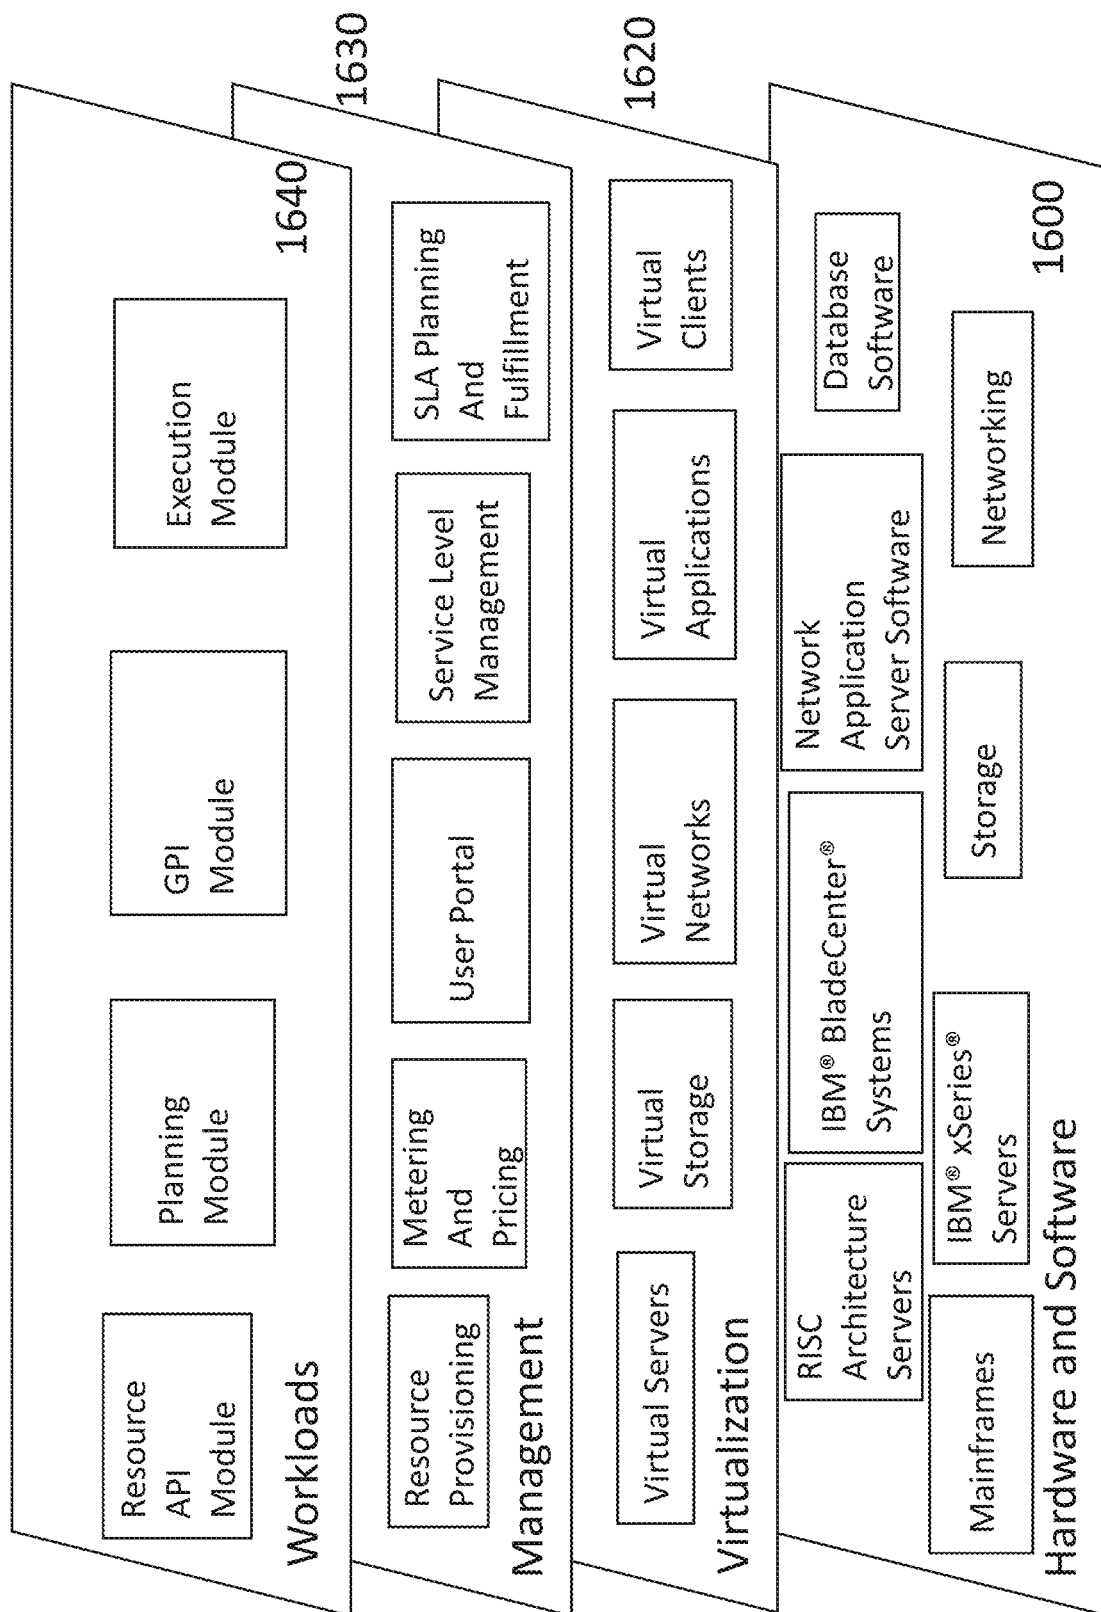 Resource
API
Module
Planning
Module
GPI
Module
Execution
Module
Workloads
1640
Resource
Provisioning
Metering
And
Pricing
User Portal
Service Level
Management
SLA Planning
And
Fulfillment
Management
1630
Virtual Servers
Virtual
Storage
Virtual
Networks
Virtual
Applications
Virtual
Clients
Virtualization
1620
RISC
Architecture
Servers
IBM® BladeCenter®
Systems
Network
Application
Server Software
Database
Software
Mainframes
IBM® xSeries®
Servers
Storage
Networking
Hardware and Software
1600